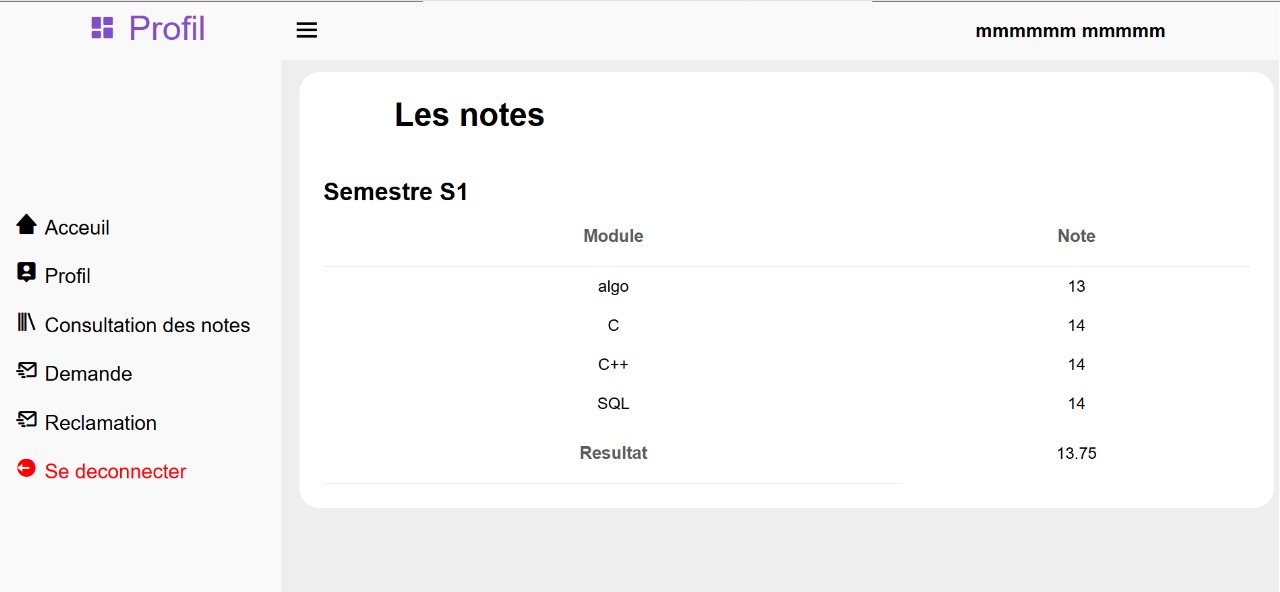 Profil
mmmmmm mmmmm
Acceuil
Profil
Consultation des notes
Demande
Reclamation
Se deconnecter
Les notes
Semestre S1
Module Note
algo 13
C 14
C++ 14
SQL 14
Resultat 13.75